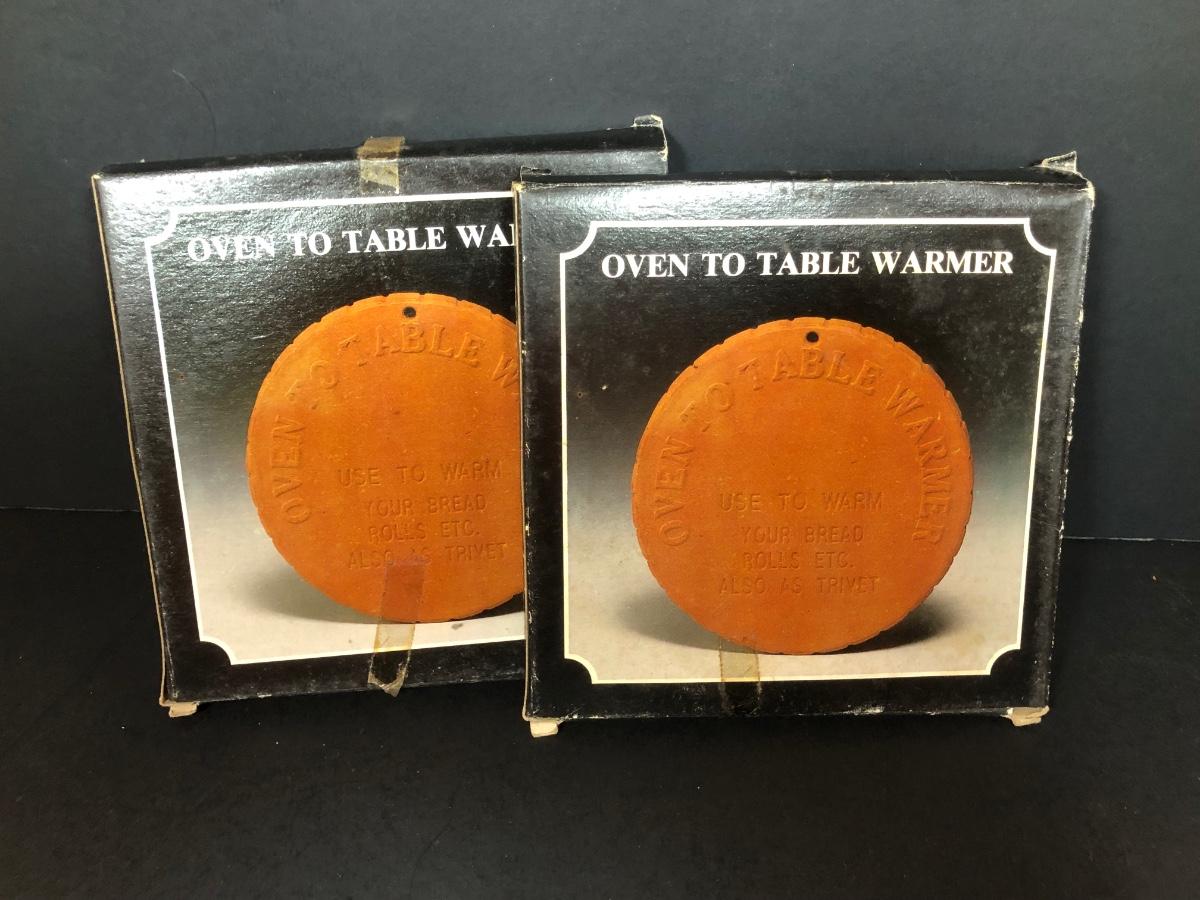 OVEN TO TABLE WAR
OVEN TO TABLE W
USE TO WARM
YOUR BREAD
ROLLS ETC.
ALSO AS TRIVET
OVEN TO TABLE WARMER
OVEN TO TABLE WARMER
USE TO WARM
YOUR BREAD
ROLLS ETC.
ALSO AS TRIVET